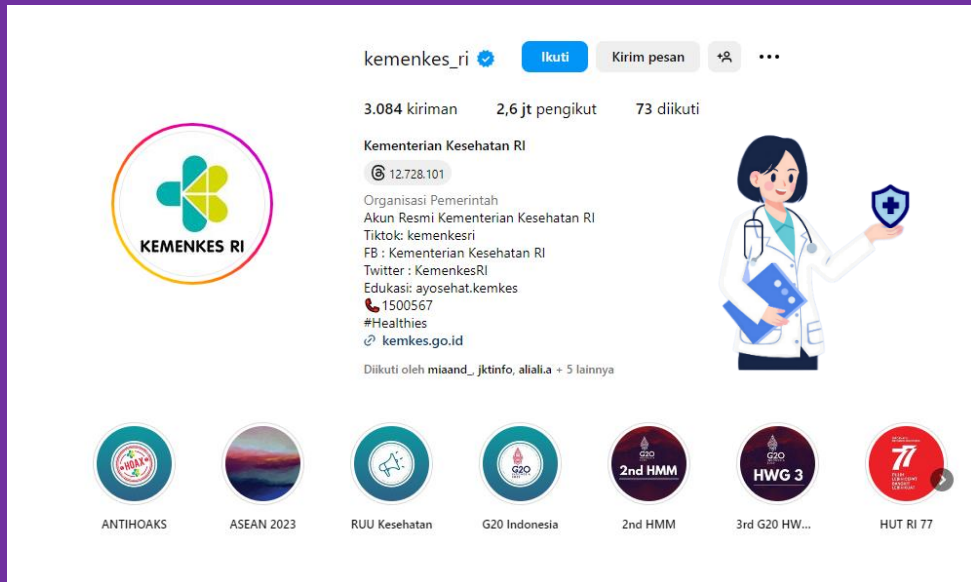 kemenkes_ri
Ikuti
Kirim pesan
3.084 kiriman
2,6 jt pengikut
73 diikuti
Kementerian Kesehatan RI
12.728.101
Organisasi Pemerintah
Akun Resmi Kementerian Kesehatan RI
Tiktok: kemenkesri
FB : Kementerian Kesehatan RI
Twitter : KemenkesRI
Edukasi: ayosehat.kemkes
1500567
#Healthies
kemkes.go.id
Diikuti oleh miaand_, jktinfo, aliali.a + 5 lainnya
KEMENKES RI
HOAX
G20
G20
2nd HMM
G20
HWG 3
77
ANTIHOAKS
ASEAN 2023
RUU Kesehatan
G20 Indonesia
2nd HMM
3rd G20 HW...
HUT RI 77